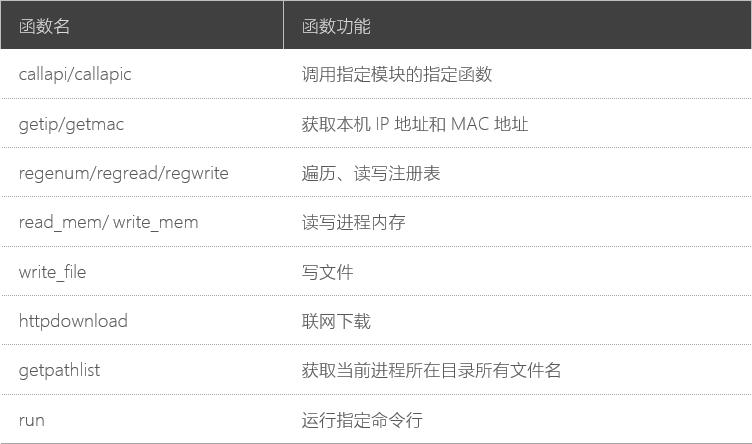 函数名 函数功能
callapi/callapic 调用指定模块的指定函数
getip/getmac 获取本机 IP 地址和 MAC 地址
regenum/regread/regwrite 遍历、读写注册表
read_mem/ write_mem 读写进程内存
write_file 写文件
httpdownload 联网下载
getpathlist 获取当前进程所在目录所有文件名
run 运行指定命令行